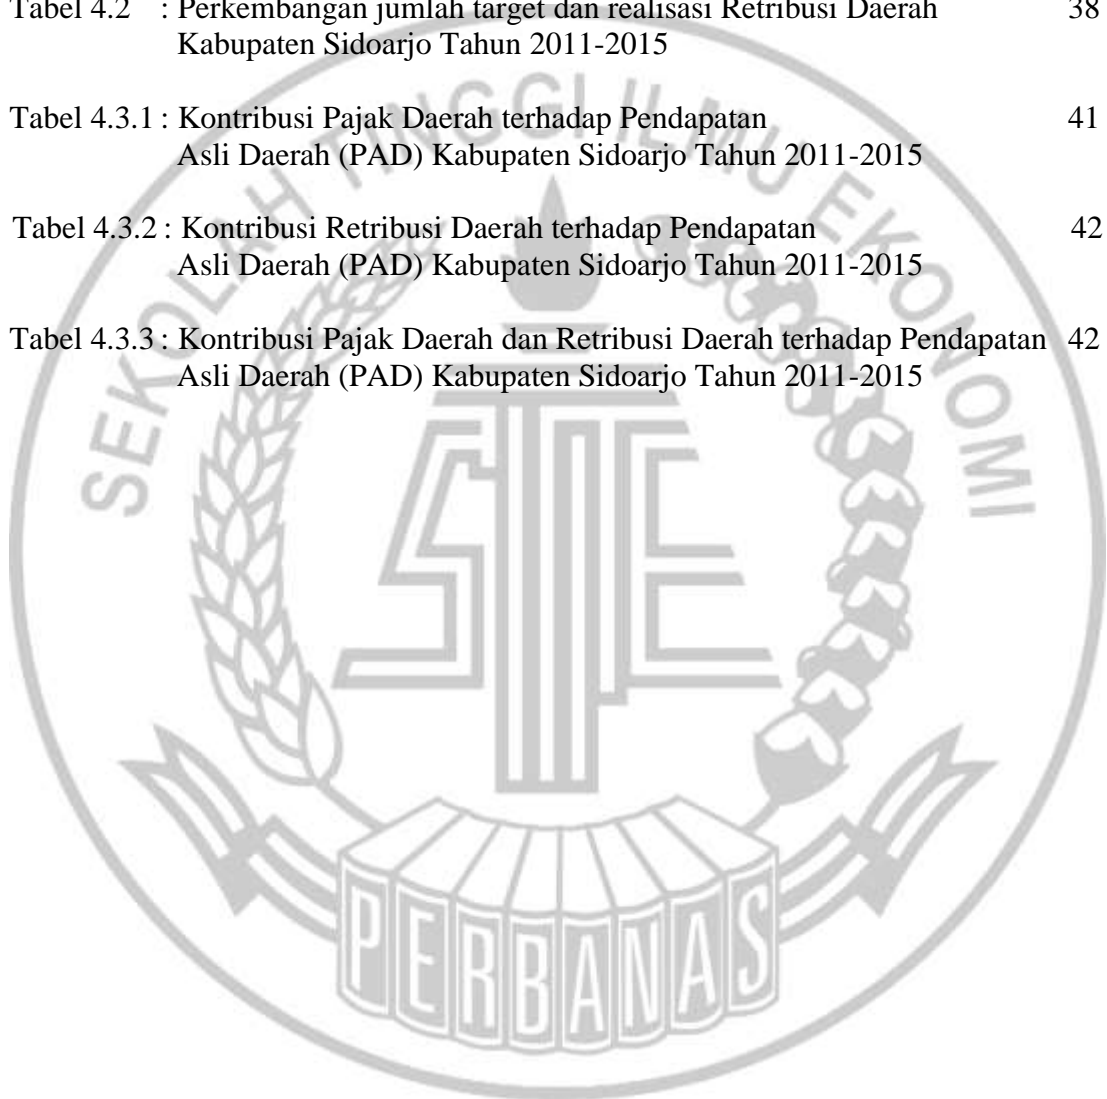 Tabel 4.2 : Perkembangan jumlah target dan realisasi Retribusi Daerah 38
Kabupaten Sidoarjo Tahun 2011-2015
Tabel 4.3.1 : Kontribusi Pajak Daerah terhadap Pendapatan 41
Asli Daerah (PAD) Kabupaten Sidoarjo Tahun 2011-2015
Tabel 4.3.2 : Kontribusi Retribusi Daerah terhadap Pendapatan 42
Asli Daerah (PAD) Kabupaten Sidoarjo Tahun 2011-2015
Tabel 4.3.3 : Kontribusi Pajak Daerah dan Retribusi Daerah terhadap Pendapatan 42
Asli Daerah (PAD) Kabupaten Sidoarjo Tahun 2011-2015
SEKOLAH TINGGI ILMU EKONOMI
STIE
PERBANAS